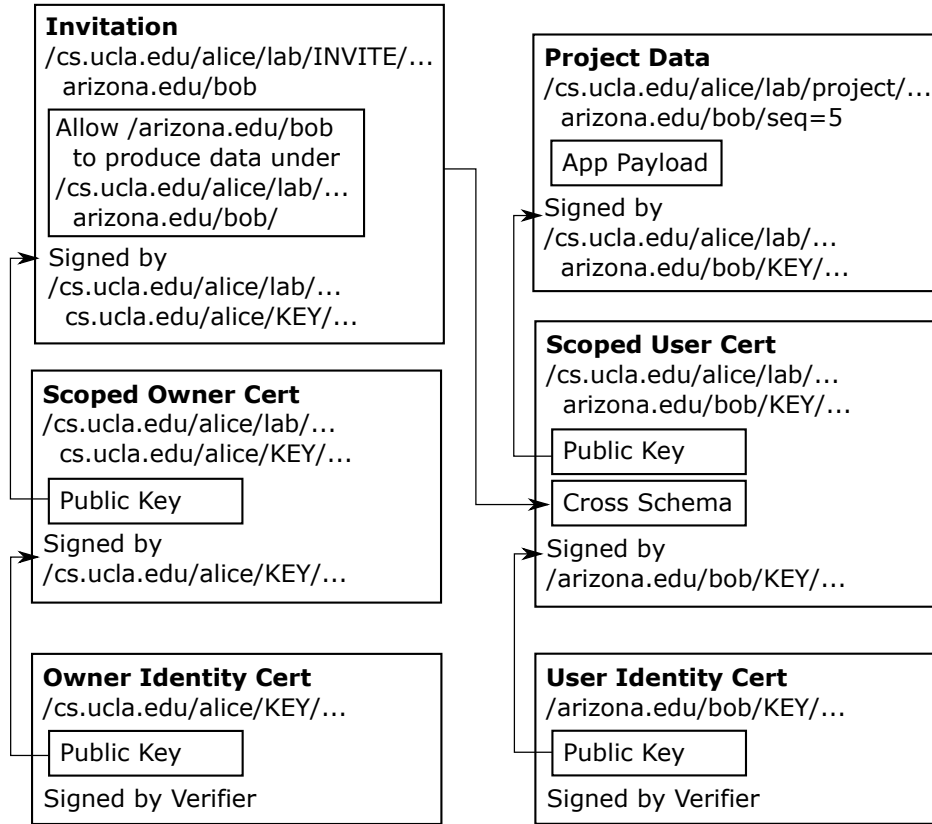 Invitation
/cs.ucla.edu/alice/lab/INVITE/...
arizona.edu/bob
Allow /arizona.edu/bob
to produce data under
/cs.ucla.edu/alice/lab/...
arizona.edu/bob/
Signed by
/cs.ucla.edu/alice/lab/...
cs.ucla.edu/alice/KEY/...
Scoped Owner Cert
/cs.ucla.edu/alice/lab/...
cs.ucla.edu/alice/KEY/...
Public Key
Signed by
/cs.ucla.edu/alice/KEY/...
Owner Identity Cert
/cs.ucla.edu/alice/KEY/...
Public Key
Signed by Verifier
Project Data
/cs.ucla.edu/alice/lab/project/...
arizona.edu/bob/seq=5
App Payload
Signed by
/cs.ucla.edu/alice/lab/...
arizona.edu/bob/KEY/...
Scoped User Cert
/cs.ucla.edu/alice/lab/...
arizona.edu/bob/KEY/...
Public Key
Cross Schema
Signed by
/arizona.edu/bob/KEY/...
User Identity Cert
/arizona.edu/bob/KEY/...
Public Key
Signed by Verifier